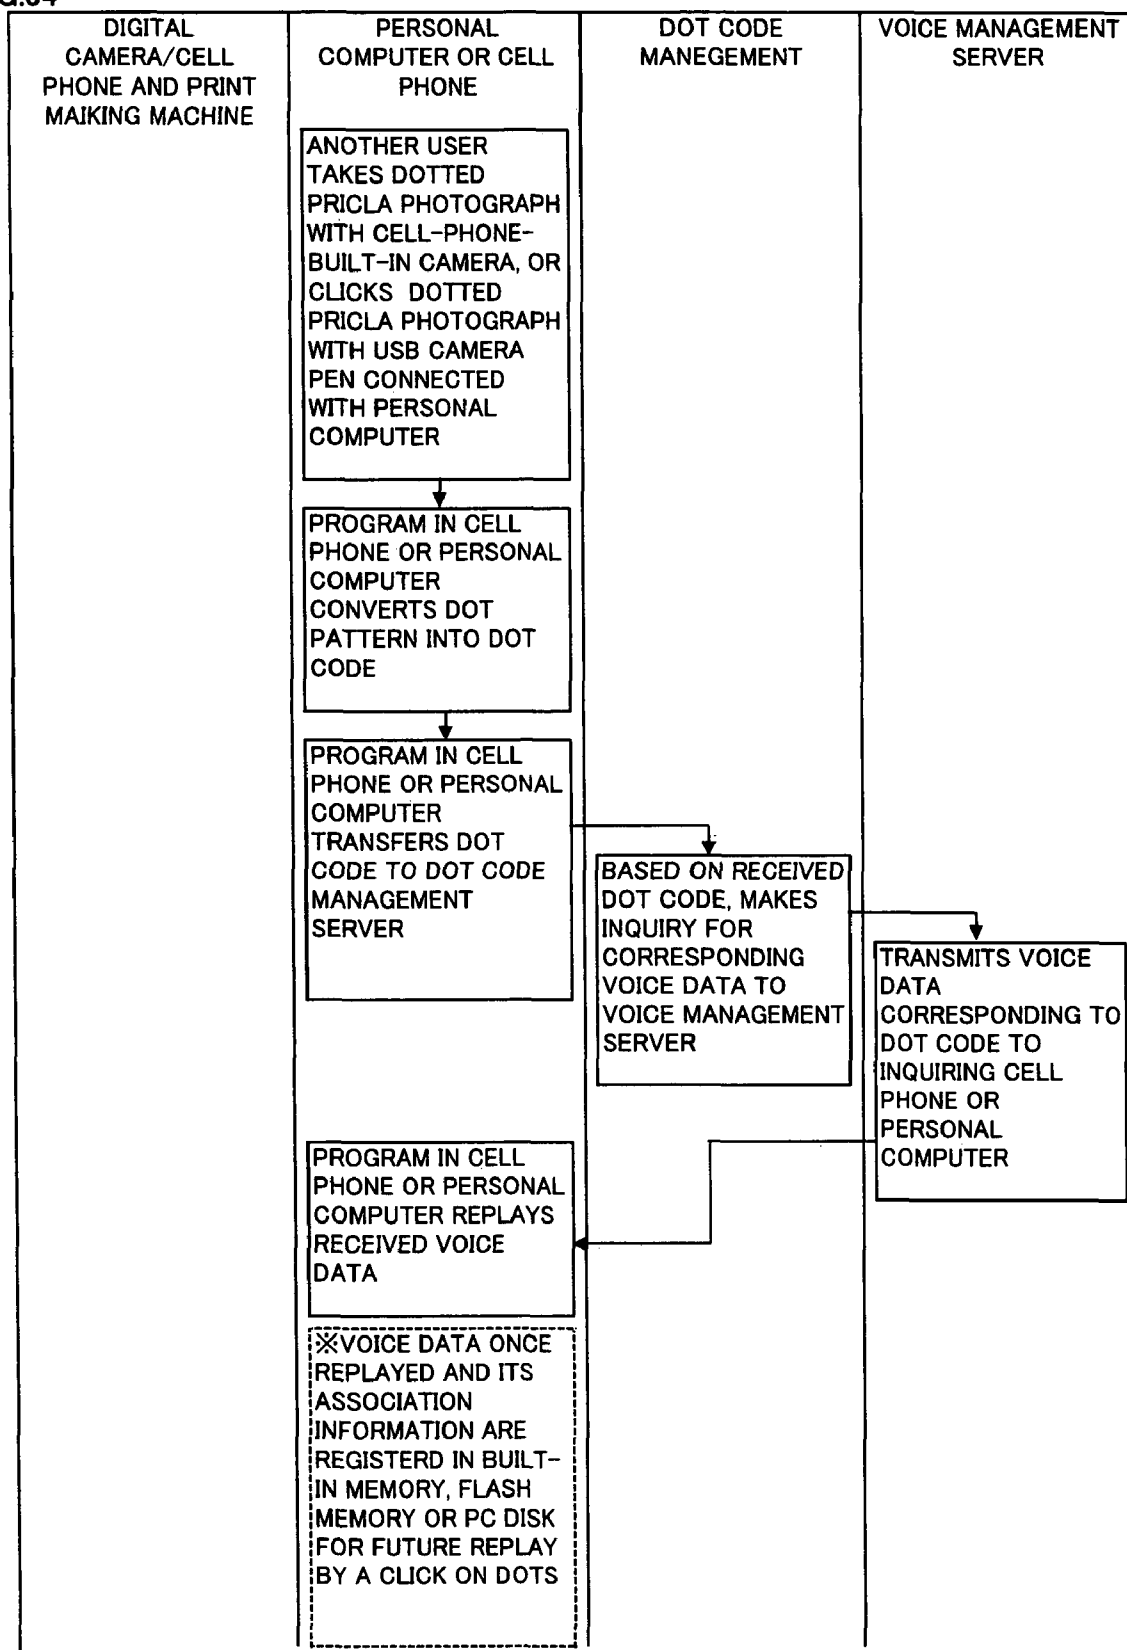 DIGITAL
CAMERA/CELL
PHONE AND PRINT
MAIKING MACHINE
PERSONAL
COMPUTER OR CELL
PHONE
DOT CODE
MANEGEMENT
VOICE MANAGEMENT
SERVER
ANOTHER USER
TAKES DOTTED
PRICLA PHOTOGRAPH
WITH CELL-PHONE-
BUILT-IN CAMERA, OR
CLICKS DOTTED
PRICLA PHOTOGRAPH
WITH USB CAMERA
PEN CONNECTED
WITH PERSONAL
COMPUTER
PROGRAM IN CELL
PHONE OR PERSONAL
COMPUTER
CONVERTS DOT
PATTERN INTO DOT
CODE
PROGRAM IN CELL
PHONE OR PERSONAL
COMPUTER
TRANSFERS DOT
CODE TO DOT CODE
MANAGEMENT
SERVER
BASED ON RECEIVED
DOT CODE, MAKES
INQUIRY FOR
CORRESPONDING
VOICE DATA TO
VOICE MANAGEMENT
SERVER
TRANSMITS VOICE
DATA
CORRESPONDING TO
DOT CODE TO
INQUIRING CELL
PHONE OR
PERSONAL
COMPUTER
PROGRAM IN CELL
PHONE OR PERSONAL
COMPUTER REPLAYS
RECEIVED VOICE
DATA
※VOICE DATA ONCE
REPLAYED AND ITS
ASSOCIATION
INFORMATION ARE
REGISTERD IN BUILT-
IN MEMORY, FLASH
MEMORY OR PC DISK
FOR FUTURE REPLAY
BY A CLICK ON DOTS